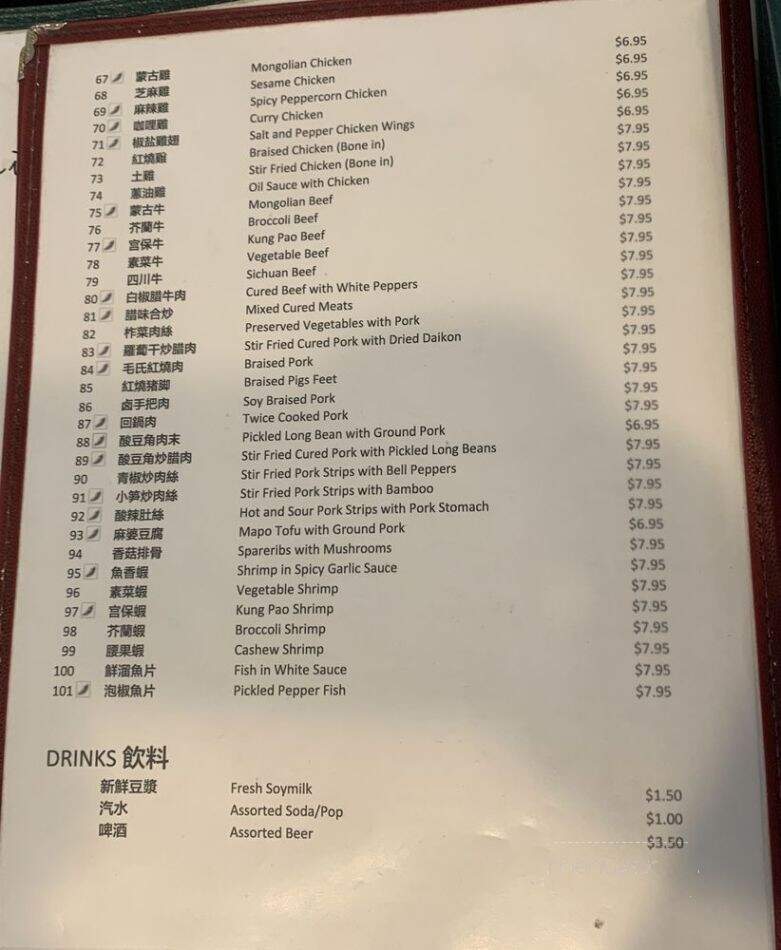 67 蒙古雞 Mongolian Chicken $6.95
68 芝麻雞 Sesame Chicken $6.95
69 麻辣雞 Spicy Peppercorn Chicken $6.95
70 咖哩雞 Curry Chicken $6.95
71 椒盐雞翅 Salt and Pepper Chicken Wings $6.95
72 紅燒雞 Braised Chicken (Bone in) $7.95
73 土雞 Stir Fried Chicken (Bone in) $7.95
74 蔥油雞 Oil Sauce with Chicken $7.95
75 蒙古牛 Mongolian Beef $7.95
76 芥蘭牛 Broccoli Beef $7.95
77 宫保牛 Kung Pao Beef $7.95
78 素菜牛 Vegetable Beef $7.95
79 四川牛 Sichuan Beef $7.95
80 白椒腊牛肉 Cured Beef with White Peppers $7.95
81 腊味合炒 Mixed Cured Meats $7.95
82 柞菜肉絲 Preserved Vegetables with Pork $7.95
83 蘿蔔干炒腊肉 Stir Fried Cured Pork with Dried Daikon $7.95
84 毛氏紅燒肉 Braised Pork $7.95
85 紅燒猪脚 Braised Pigs Feet $7.95
86 卤手把肉 Soy Braised Pork $7.95
87 回鍋肉 Twice Cooked Pork $7.95
88 酸豆角肉末 Pickled Long Bean with Ground Pork $6.95
89 酸豆角炒腊肉 Stir Fried Cured Pork with Pickled Long Beans $7.95
90 青椒炒肉絲 Stir Fried Pork Strips with Bell Peppers $7.95
91 小笋炒肉絲 Stir Fried Pork Strips with Bamboo $7.95
92 酸辣肚絲 Hot and Sour Pork Strips with Pork Stomach $7.95
93 麻婆豆腐 Mapo Tofu with Ground Pork $6.95
94 香菇排骨 Spareribs with Mushrooms $7.95
95 魚香蝦 Shrimp in Spicy Garlic Sauce $7.95
96 素菜蝦 Vegetable Shrimp $7.95
97 宫保蝦 Kung Pao Shrimp $7.95
98 芥蘭蝦 Broccoli Shrimp $7.95
99 腰果蝦 Cashew Shrimp $7.95
100 鮮溜魚片 Fish in White Sauce $7.95
101 泡椒魚片 Pickled Pepper Fish $7.95
DRINKS 飲料
新鮮豆漿 Fresh Soymilk $1.50
汽水 Assorted Soda/Pop $1.00
啤酒 Assorted Beer $3.50